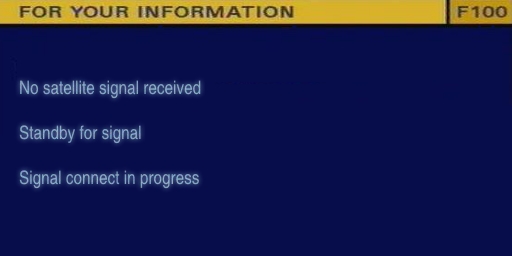 FOR YOUR INFORMATION F100
No satellite signal received
Standby for signal
Signal connect in progress